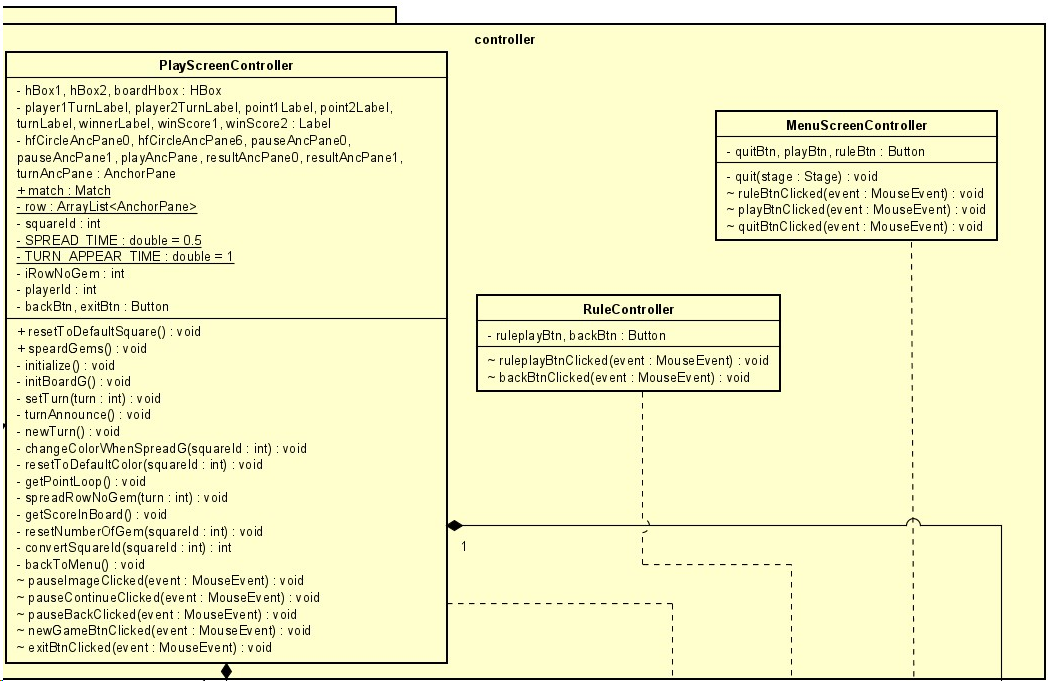 controller
PlayScreenController
- hBox1, hBox2, boardHbox : HBox
- player1TurnLabel, player2TurnLabel, point1Label, point2Label,
turnLabel, winnerLabel, winScore1, winScore2 : Label
- hfCircleAncPane0, hfCircleAncPane6, pauseAncPane0,
pauseAncPane1, playAncPane, resultAncPane0, resultAncPane1,
turnAncPane : AnchorPane
+ match : Match
- row : ArrayList<AnchorPane>
- squareId : int
- SPREAD_TIME : double = 0.5
- TURN_APPEAR_TIME : double = 1
- iRowNoGem : int
- playerId : int
- backBtn, exitBtn : Button
+ resetToDefaultSquare() : void
+ speardGems() : void
- initialize() : void
- initBoardG() : void
- setTurn(turn : int) : void
- turnAnnounce() : void
- newTurn() : void
- changeColorWhenSpreadG(squareId : int) : void
- resetToDefaultColor(squareId : int) : void
- getPointLoop() : void
- spreadRowNoGem(turn : int) : void
- getScoreInBoard() : void
- resetNumberOfGem(squareId : int) : void
- convertSquareId(squareId : int) : int
- backToMenu() : void
~ pauseImageClicked(event : MouseEvent) : void
~ pauseContinueClicked(event : MouseEvent) : void
~ pauseBackClicked(event : MouseEvent) : void
~ newGameBtnClicked(event : MouseEvent) : void
~ exitBtnClicked(event : MouseEvent) : void
MenuScreenController
- quitBtn, playBtn, ruleBtn : Button
- quit(stage : Stage) : void
~ ruleBtnClicked(event : MouseEvent) : void
~ playBtnClicked(event : MouseEvent) : void
~ quitBtnClicked(event : MouseEvent) : void
RuleController
- ruleplayBtn, backBtn : Button
~ ruleplayBtnClicked(event : MouseEvent) : void
~ backBtnClicked(event : MouseEvent) : void
1